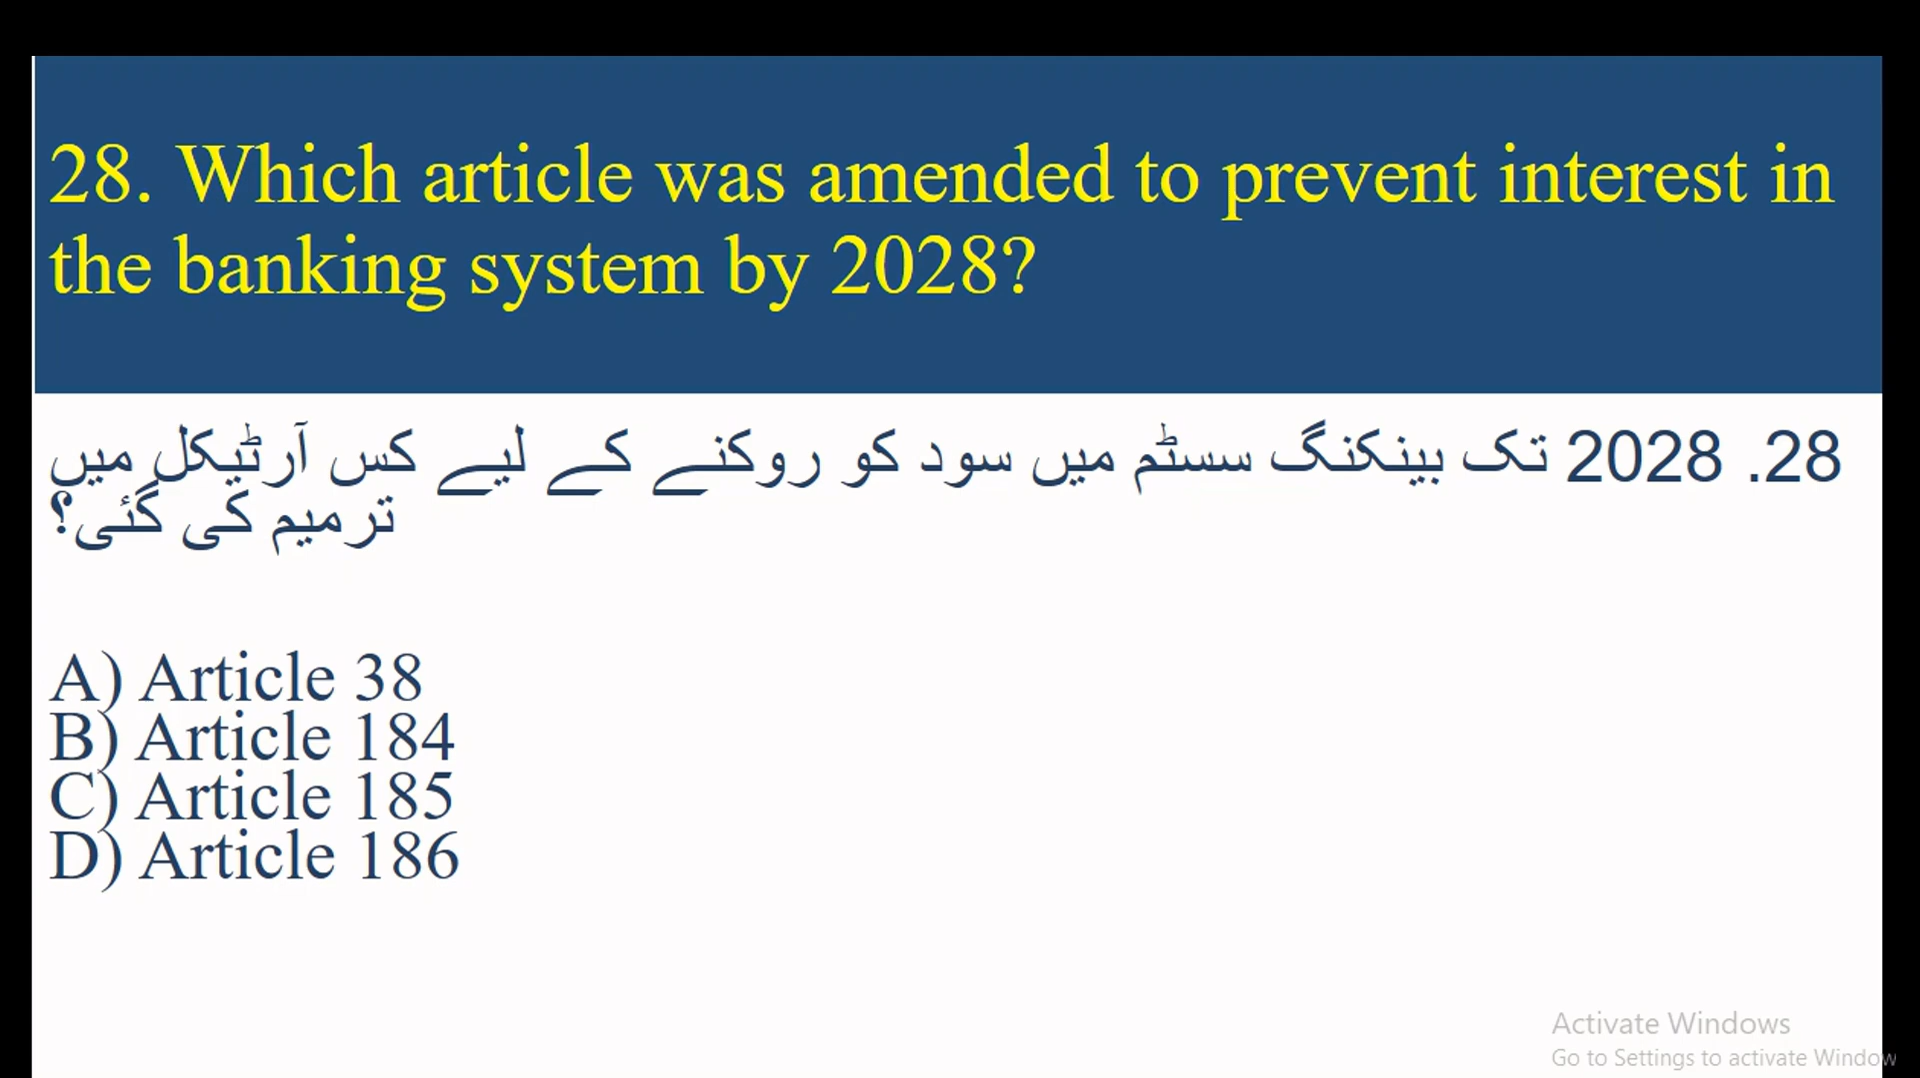 28. Which article was amended to prevent interest in
the banking system by 2028?
28. 2028 تک بینکنگ سسٹم میں سود کو روکنے کے لیے کس آرٹیکل میں
ترمیم کی گئی؟
A) Article 38
B) Article 184
C) Article 185
D) Article 186
Activate Windows
Go to Settings to activate Window